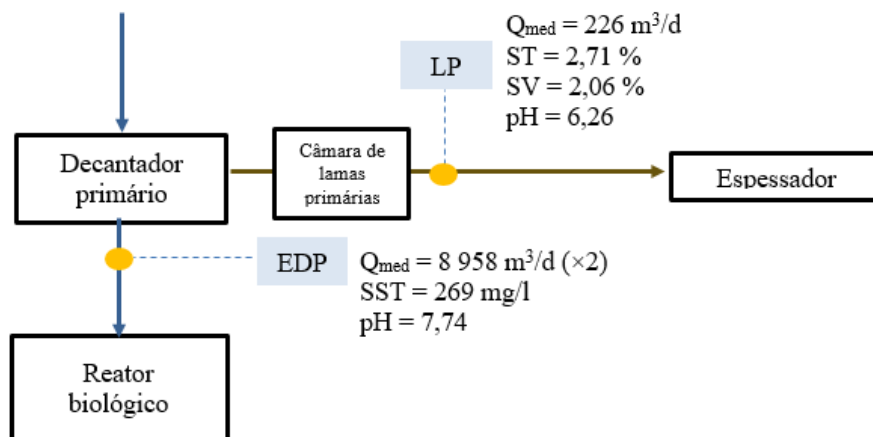 Qmed = 226 m³/d
ST = 2,71 %
SV = 2,06 %
pH = 6,26
LP
Decantador
primário
Câmara de
lamas
primárias
Espessador
EDP
Qmed = 8 958 m³/d (×2)
SST = 269 mg/l
pH = 7,74
Reator
biológico